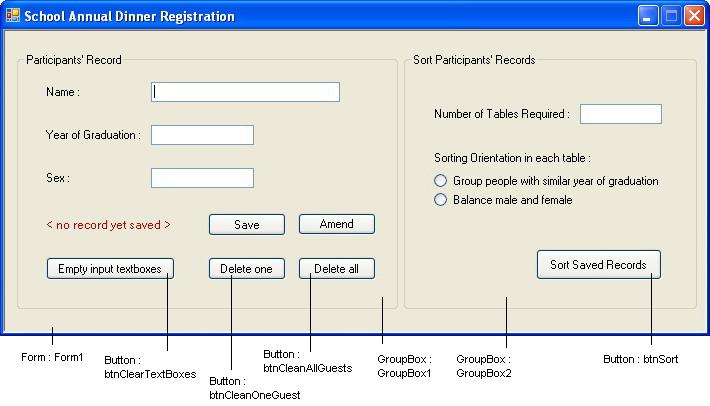 School Annual Dinner Registration
Participants' Record
Name :
Year of Graduation :
Sex :
< no record yet saved >
Save
Amend
Empty input textboxes
Delete one
Delete all
Sort Participants' Records
Number of Tables Required :
Sorting Orientation in each table :
Group people with similar year of graduation
Balance male and female
Sort Saved Records
Form : Form1
Button :
btnClearTextBoxes
Button :
btnCleanOneGuest
Button :
btnCleanAllGuests
GroupBox :
GroupBox1
GroupBox :
GroupBox2
Button : btnSort